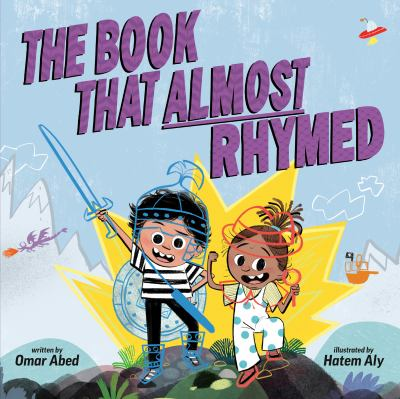 THE BOOK
THAT ALMOST
RHYMED
written by
Omar Abed
illustrated by
Hatem Aly